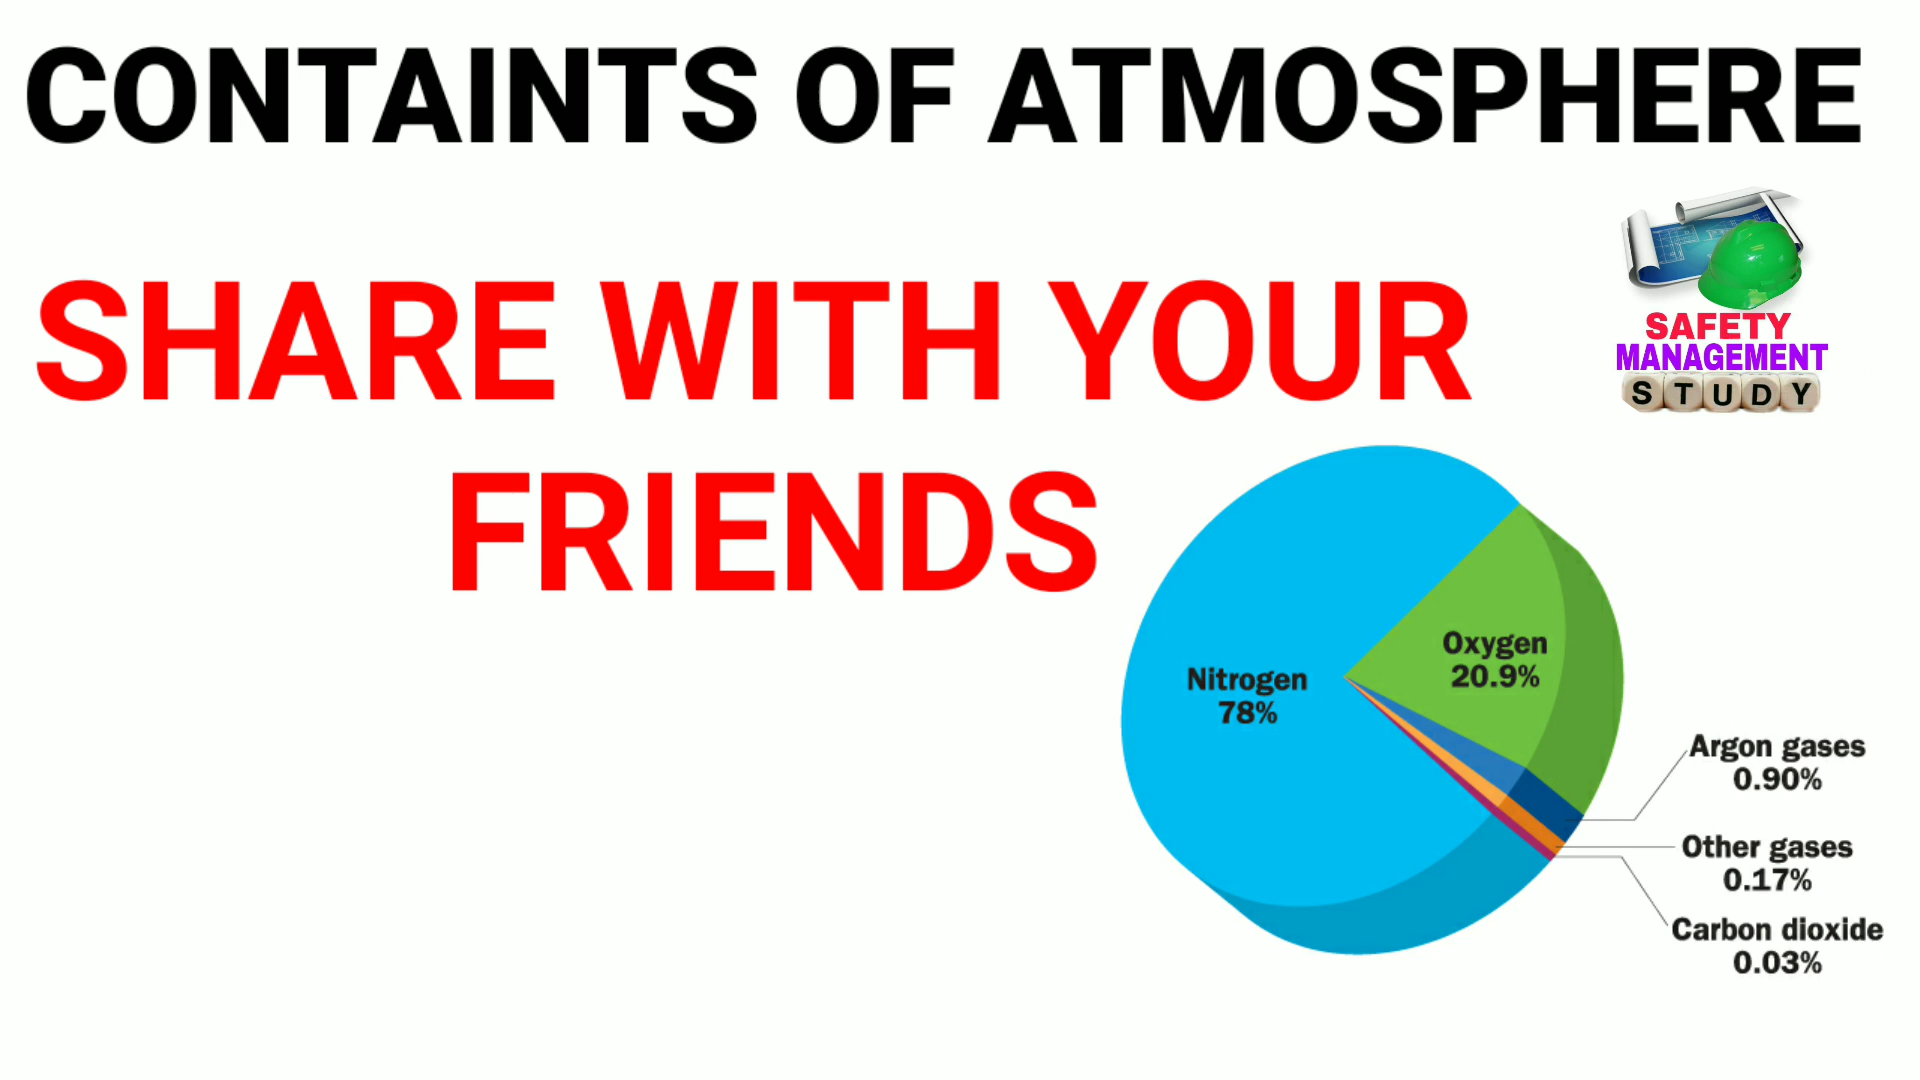 CONTAINTS OF ATMOSPHERE
SHARE WITH YOUR
FRIENDS
SAFETY
MANAGEMENT
STUDY
Nitrogen
78%
Oxygen
20.9%
Argon gases
0.90%
Other gases
0.17%
Carbon dioxide
0.03%